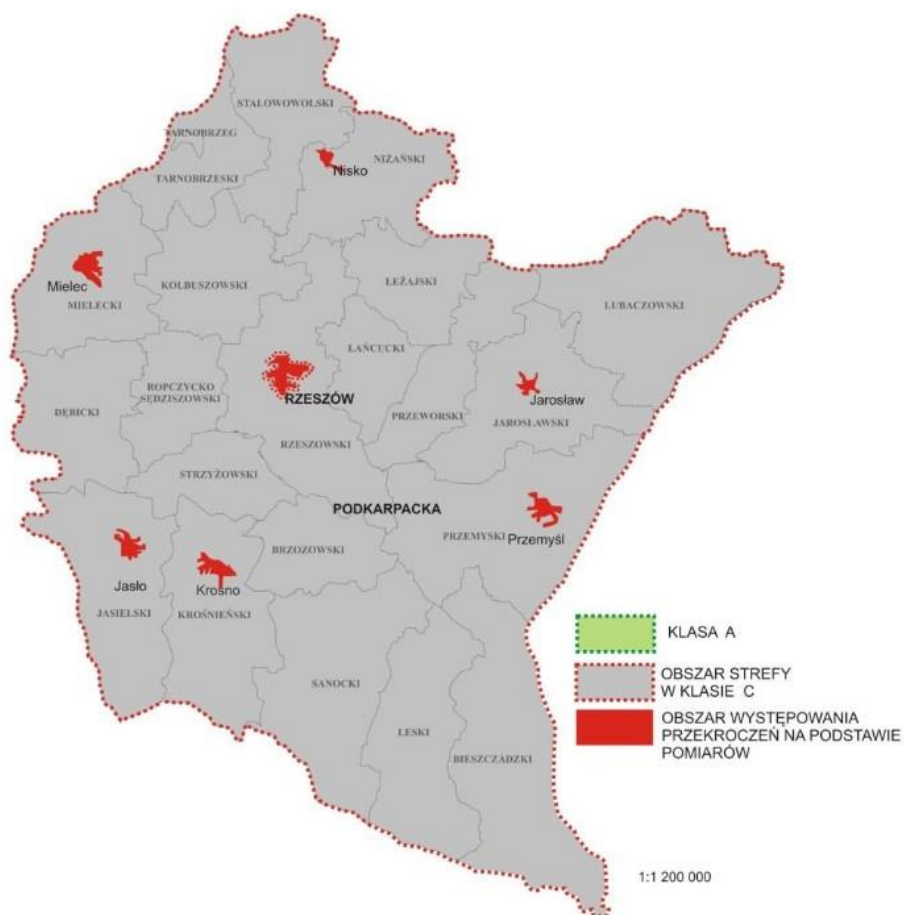 STALOWOWOLSKI
TARNOBRZEG
NIŻAŃSKI
Nisko
TARNOBRZESKI
Mielec
KOLBUSZOWSKI
LEŻAJSKI
MIELECKI
LUBACZOWSKI
ŁAŃCUCKI
ROPCZYCKO
SĘDZISZOWSKI
RZESZÓW
Jarosław
DĘBICKI
PRZEWORSKI
JAROSŁAWSKI
RZESZOWSKI
STRZYŻOWSKI
PODKARPACKA
PRZEMYSKI
Przemyśl
BRZOZOWSKI
Jasło
Krosno
JASIELSKI
KROŚNIEŃSKI
SANOCKI
LESKI
BIESZCZADZKI
KLASA A
OBSZAR STREFY
W KLASIE C
OBSZAR WYSTĘPOWANIA
PRZEKROCZEŃ NA PODSTAWIE
POMIARÓW
1:1 200 000